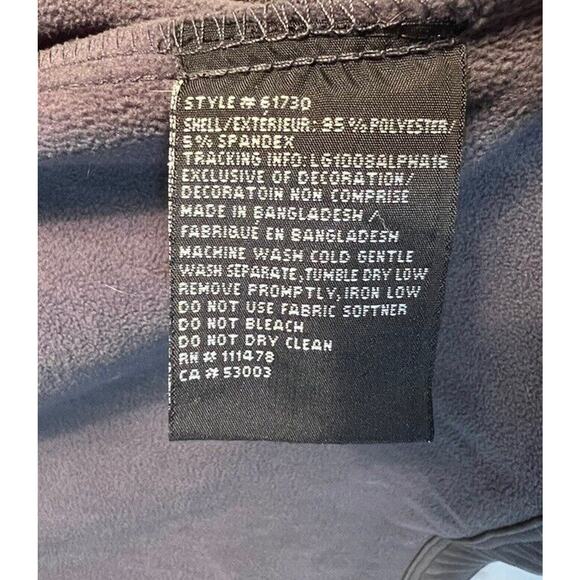 STYLE # 61730
SHELL/EXTÉRIEUR: 95% POLYESTER/
5% SPANDEX
TRACKING INFO: LG1008ALPHA16
EXCLUSIVE OF DECORATION/
DECORATOIN NON COMPRISE
MADE IN BANGLADESH /
FABRIQUE EN BANGLADESH
MACHINE WASH COLD GENTLE
WASH SEPARATE, TUMBLE DRY LOW
REMOVE PROMPTLY, IRON LOW
DO NOT USE FABRIC SOFTNER
DO NOT BLEACH
DO NOT DRY CLEAN
RN # 111478
CA # 53003